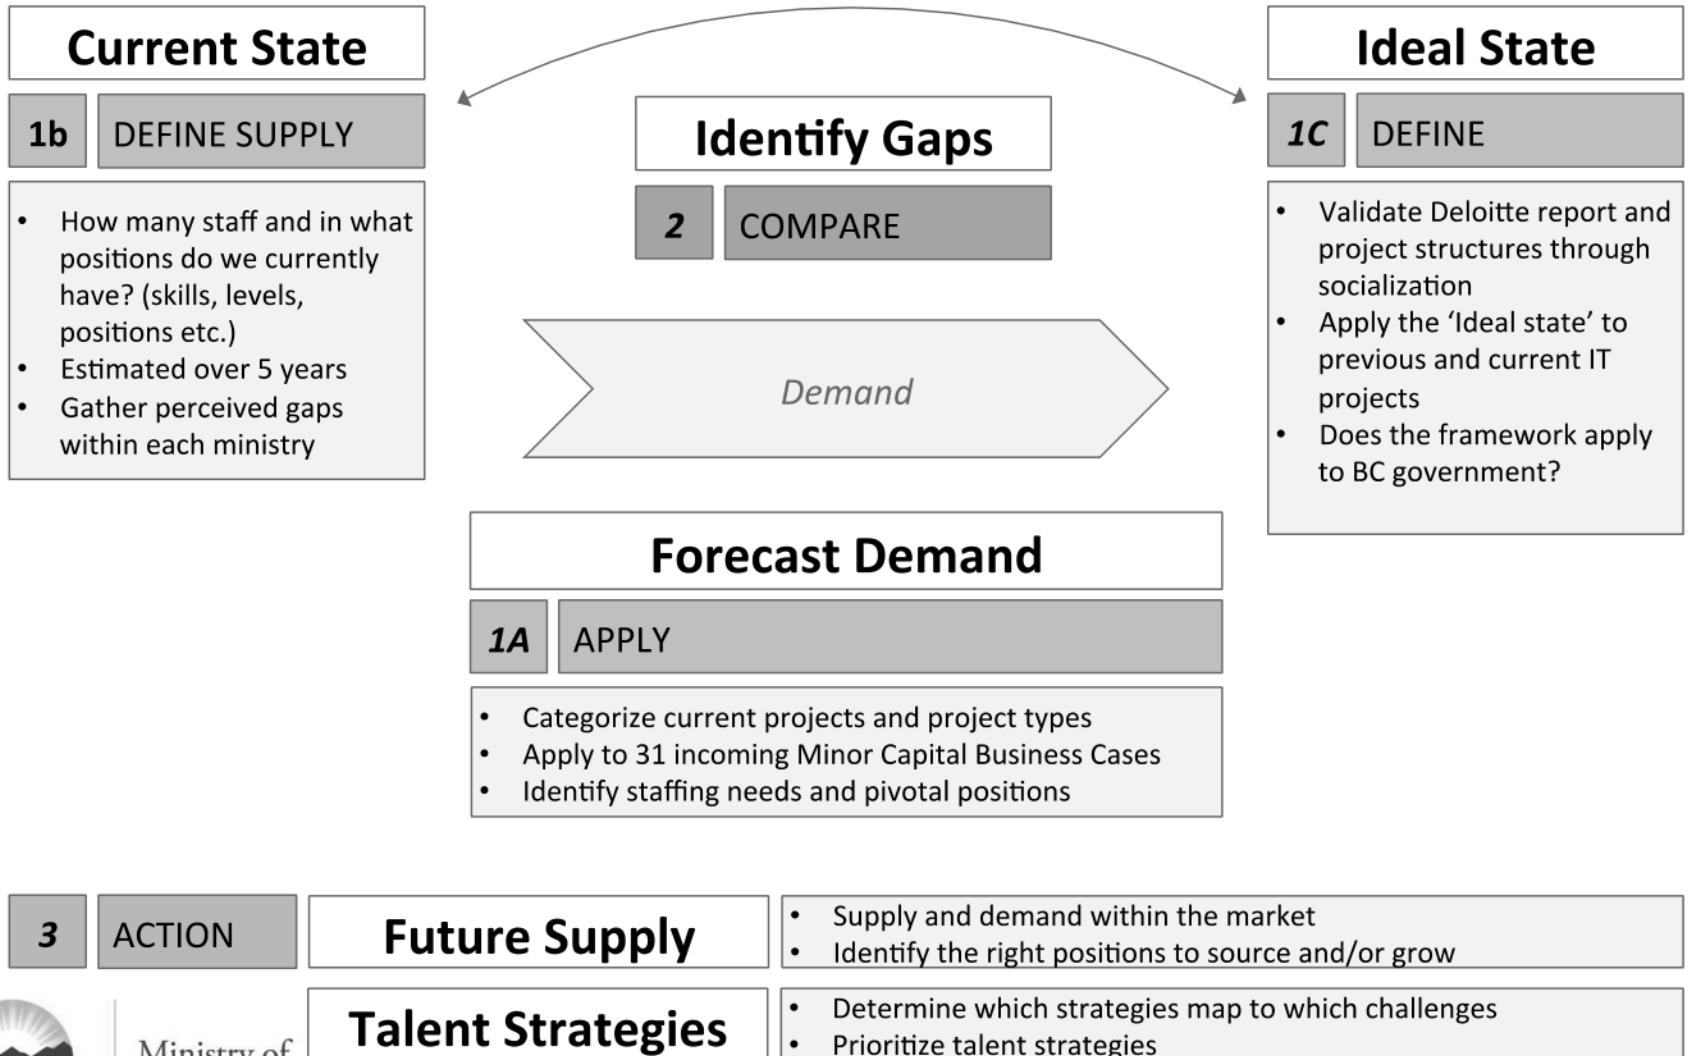 Current State
1b DEFINE SUPPLY
• How many staff and in what
positions do we currently
have? (skills, levels,
positions etc.)
• Estimated over 5 years
• Gather perceived gaps
within each ministry
Identify Gaps
2 COMPARE
Demand
Ideal State
1C DEFINE
• Validate Deloitte report and
project structures through
socialization
• Apply the ‘Ideal state’ to
previous and current IT
projects
• Does the framework apply
to BC government?
Forecast Demand
1A APPLY
• Categorize current projects and project types
• Apply to 31 incoming Minor Capital Business Cases
• Identify staffing needs and pivotal positions
3 ACTION
Future Supply
• Supply and demand within the market
• Identify the right positions to source and/or grow
Talent Strategies
• Determine which strategies map to which challenges
• Prioritize talent strategies
Ministry of